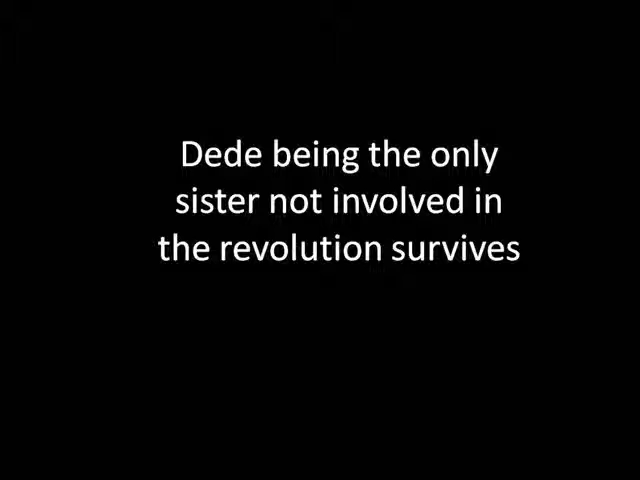 Dede being the only
sister not involved in
the revolution survives